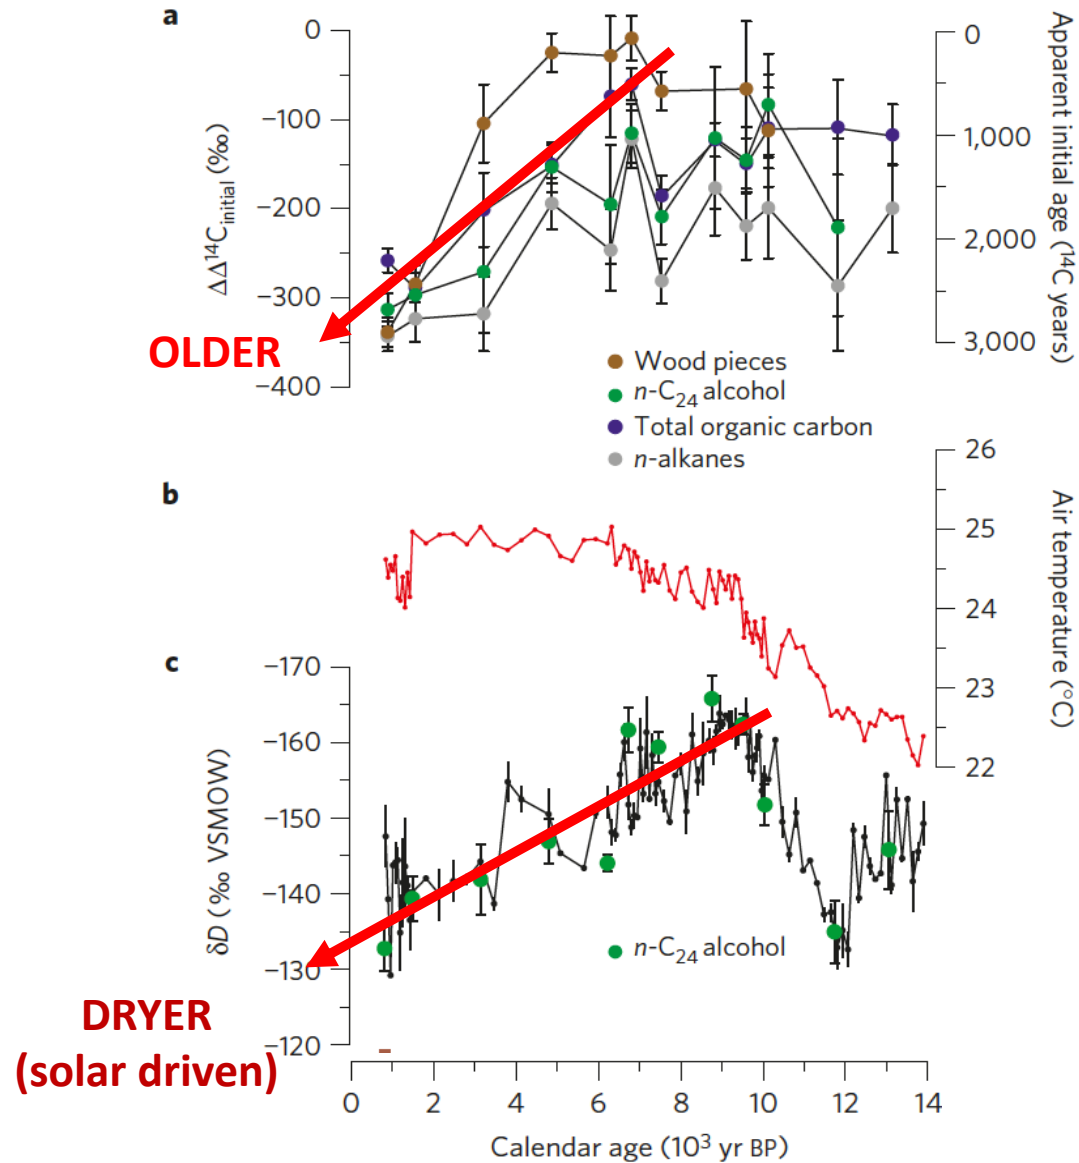 a
0
−100
−200
−300
−400
ΔΔ¹⁴C_initial (‰)
0
1,000
2,000
3,000
Apparent initial age (¹⁴C years)
OLDER
Wood pieces
n-C₂₄ alcohol
Total organic carbon
n-alkanes
b
26
25
24
23
22
Air temperature (°C)
c
−170
−160
−150
−140
−130
−120
δD (‰ VSMOW)
n-C₂₄ alcohol
DRYER
(solar driven)
0 2 4 6 8 10 12 14
Calendar age (10³ yr BP)